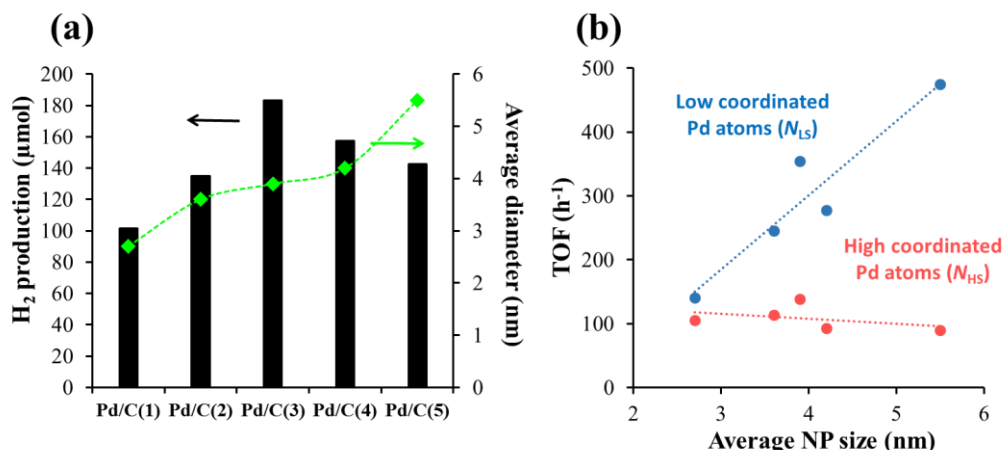 (a)
H₂ production (μmol)
200
180
160
140
120
100
80
60
40
20
0
Pd/C(1) Pd/C(2) Pd/C(3) Pd/C(4) Pd/C(5)
6
5
4
3
2
1
0
Average diameter (nm)
(b)
TOF (h⁻¹)
500
400
300
200
100
0
Low coordinated
Pd atoms (N_LS)
High coordinated
Pd atoms (N_HS)
2 3 4 5 6
Average NP size (nm)